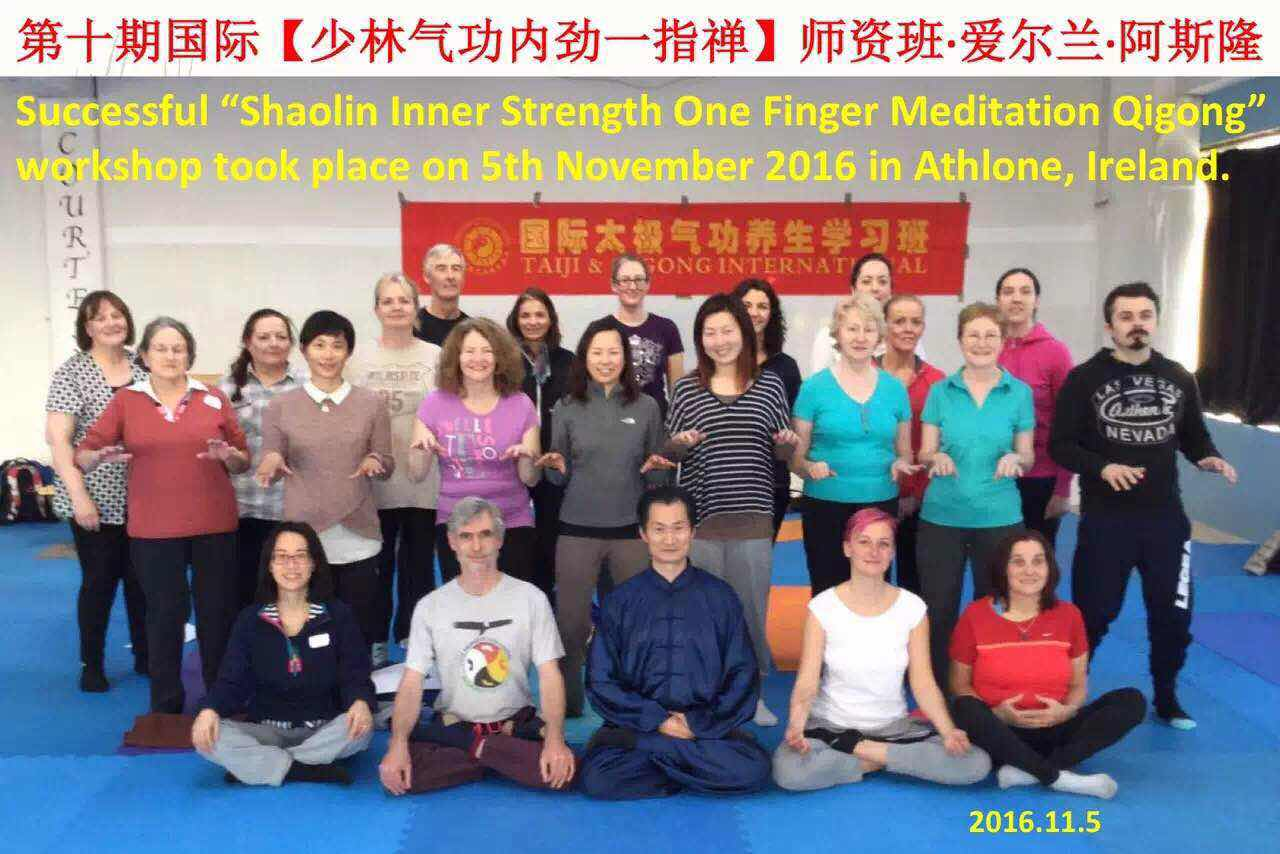 第十期国际【少林气功内劲一指禅】师资班·爱尔兰·阿斯隆
Successful “Shaolin Inner Strength One Finger Meditation Qigong”
workshop took place on 5th November 2016 in Athlone, Ireland.
COURTE
国际太极气功养生学习班
TAIJI & QIGONG INTERNATIONAL
LAS VEGAS
NEVADA
2016.11.5